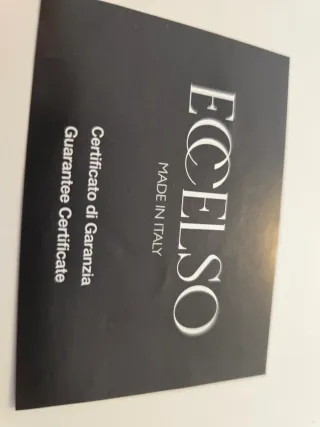 ECCELSO
MADE IN ITALY
Certificato di Garanzia
Guarantee Certificate